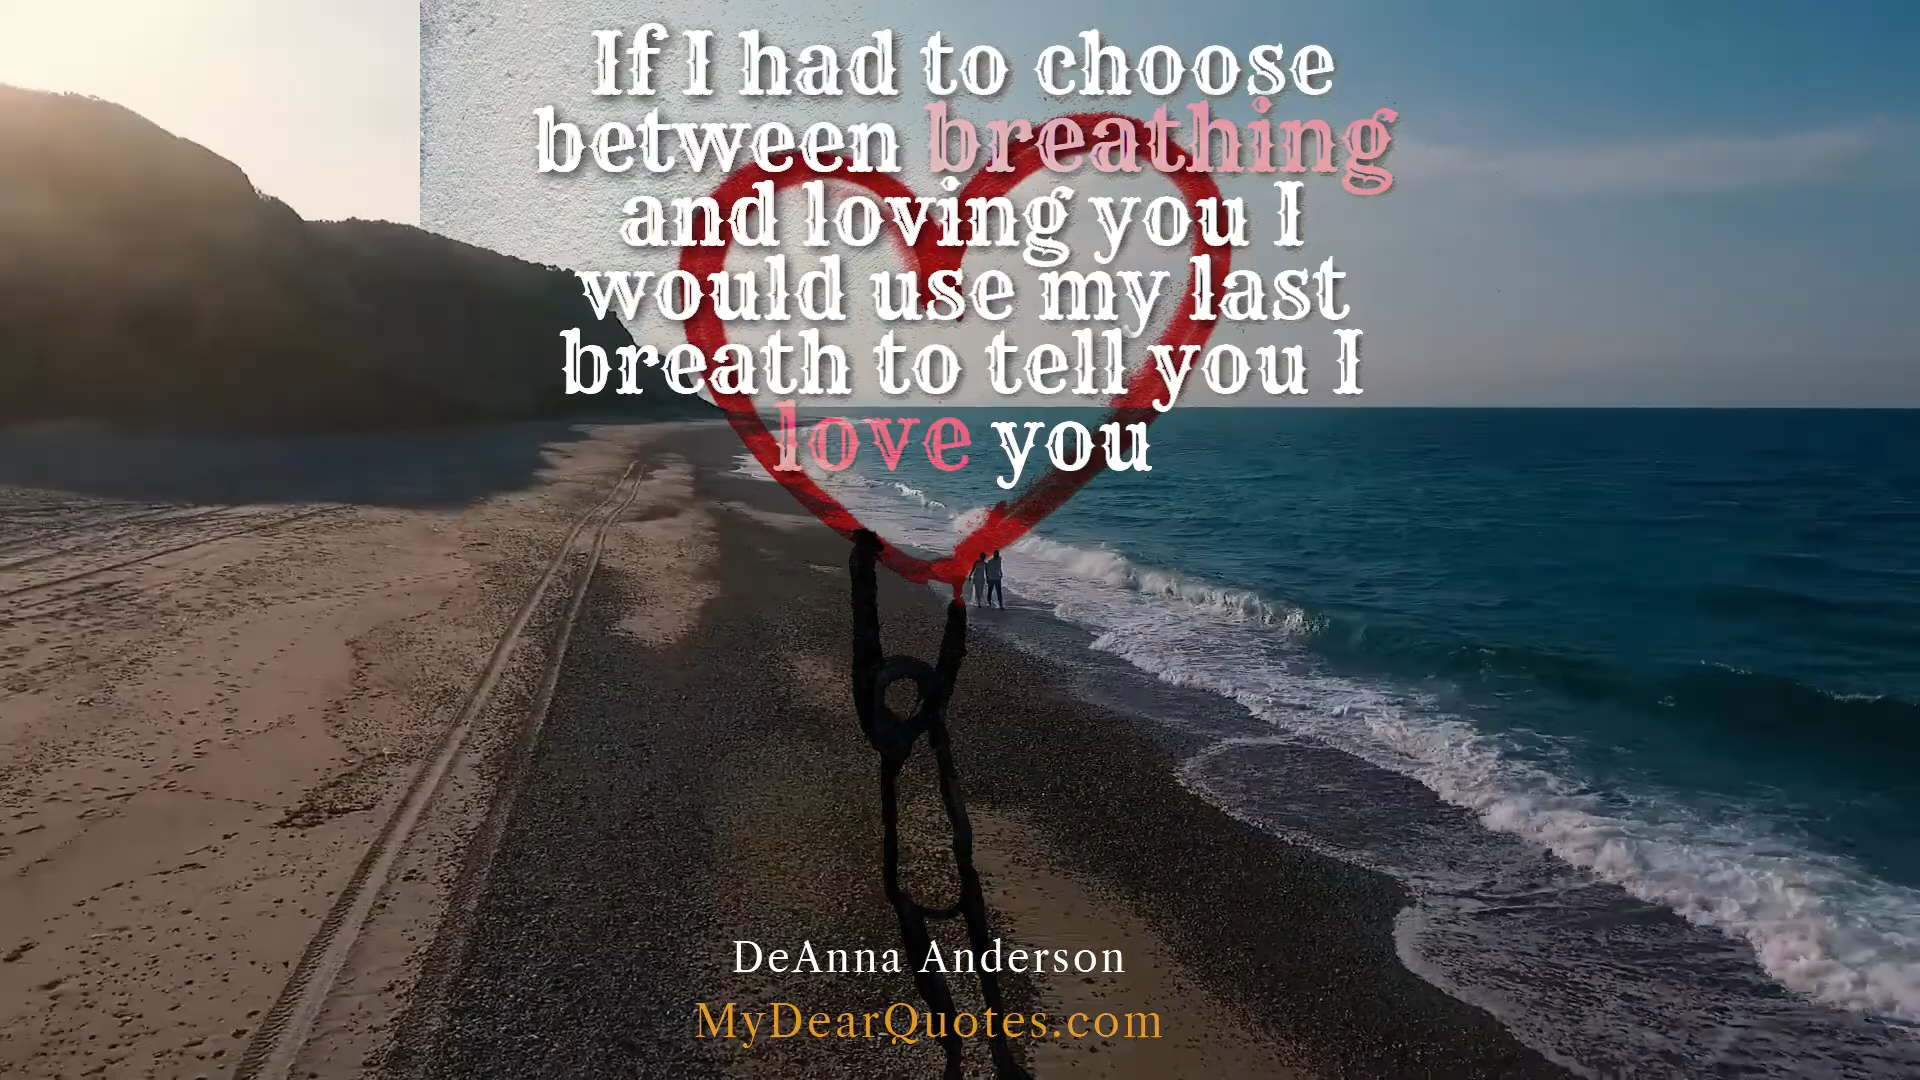 If I had to choose
between breathing
and loving you I
would use my last
breath to tell you I
love you
DeAnna Anderson
MyDearQuotes.com